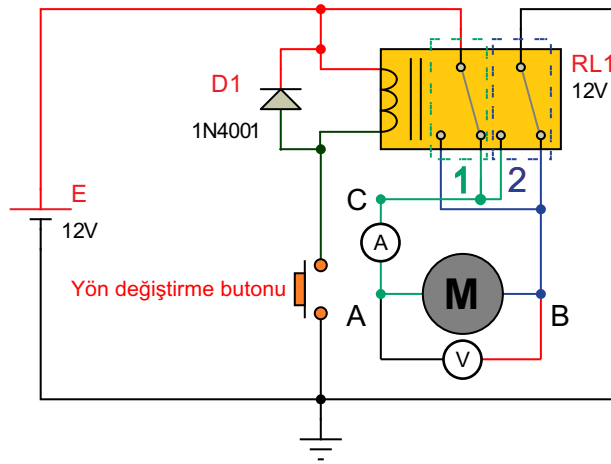 D1
1N4001
RL1
12V
E
12V
1
2
C
A
Yön değiştirme butonu
A
M
B
V